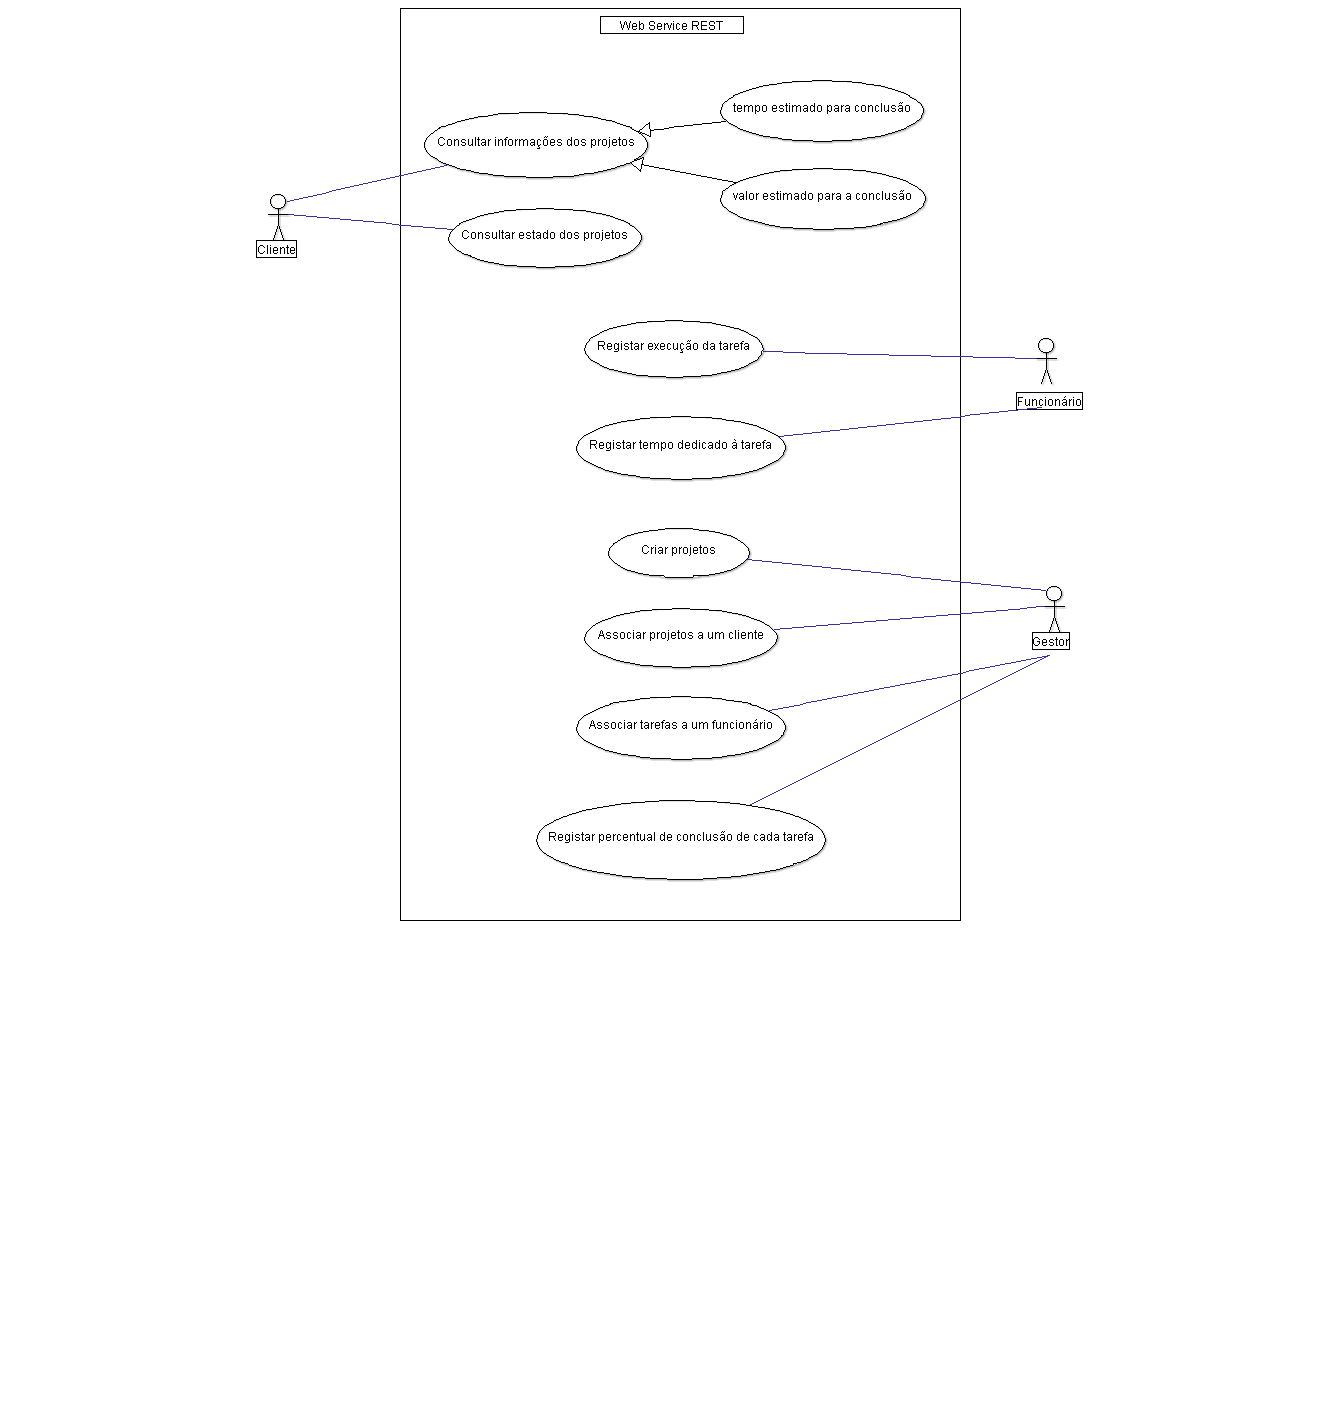 Web Service REST
tempo estimado para conclusão
Consultar informações dos projetos
valor estimado para a conclusão
Consultar estado dos projetos
Cliente
Registar execução da tarefa
Funcionário
Registar tempo dedicado à tarefa
Criar projetos
Associar projetos a um cliente
Gestor
Associar tarefas a um funcionário
Registar percentual de conclusão de cada tarefa